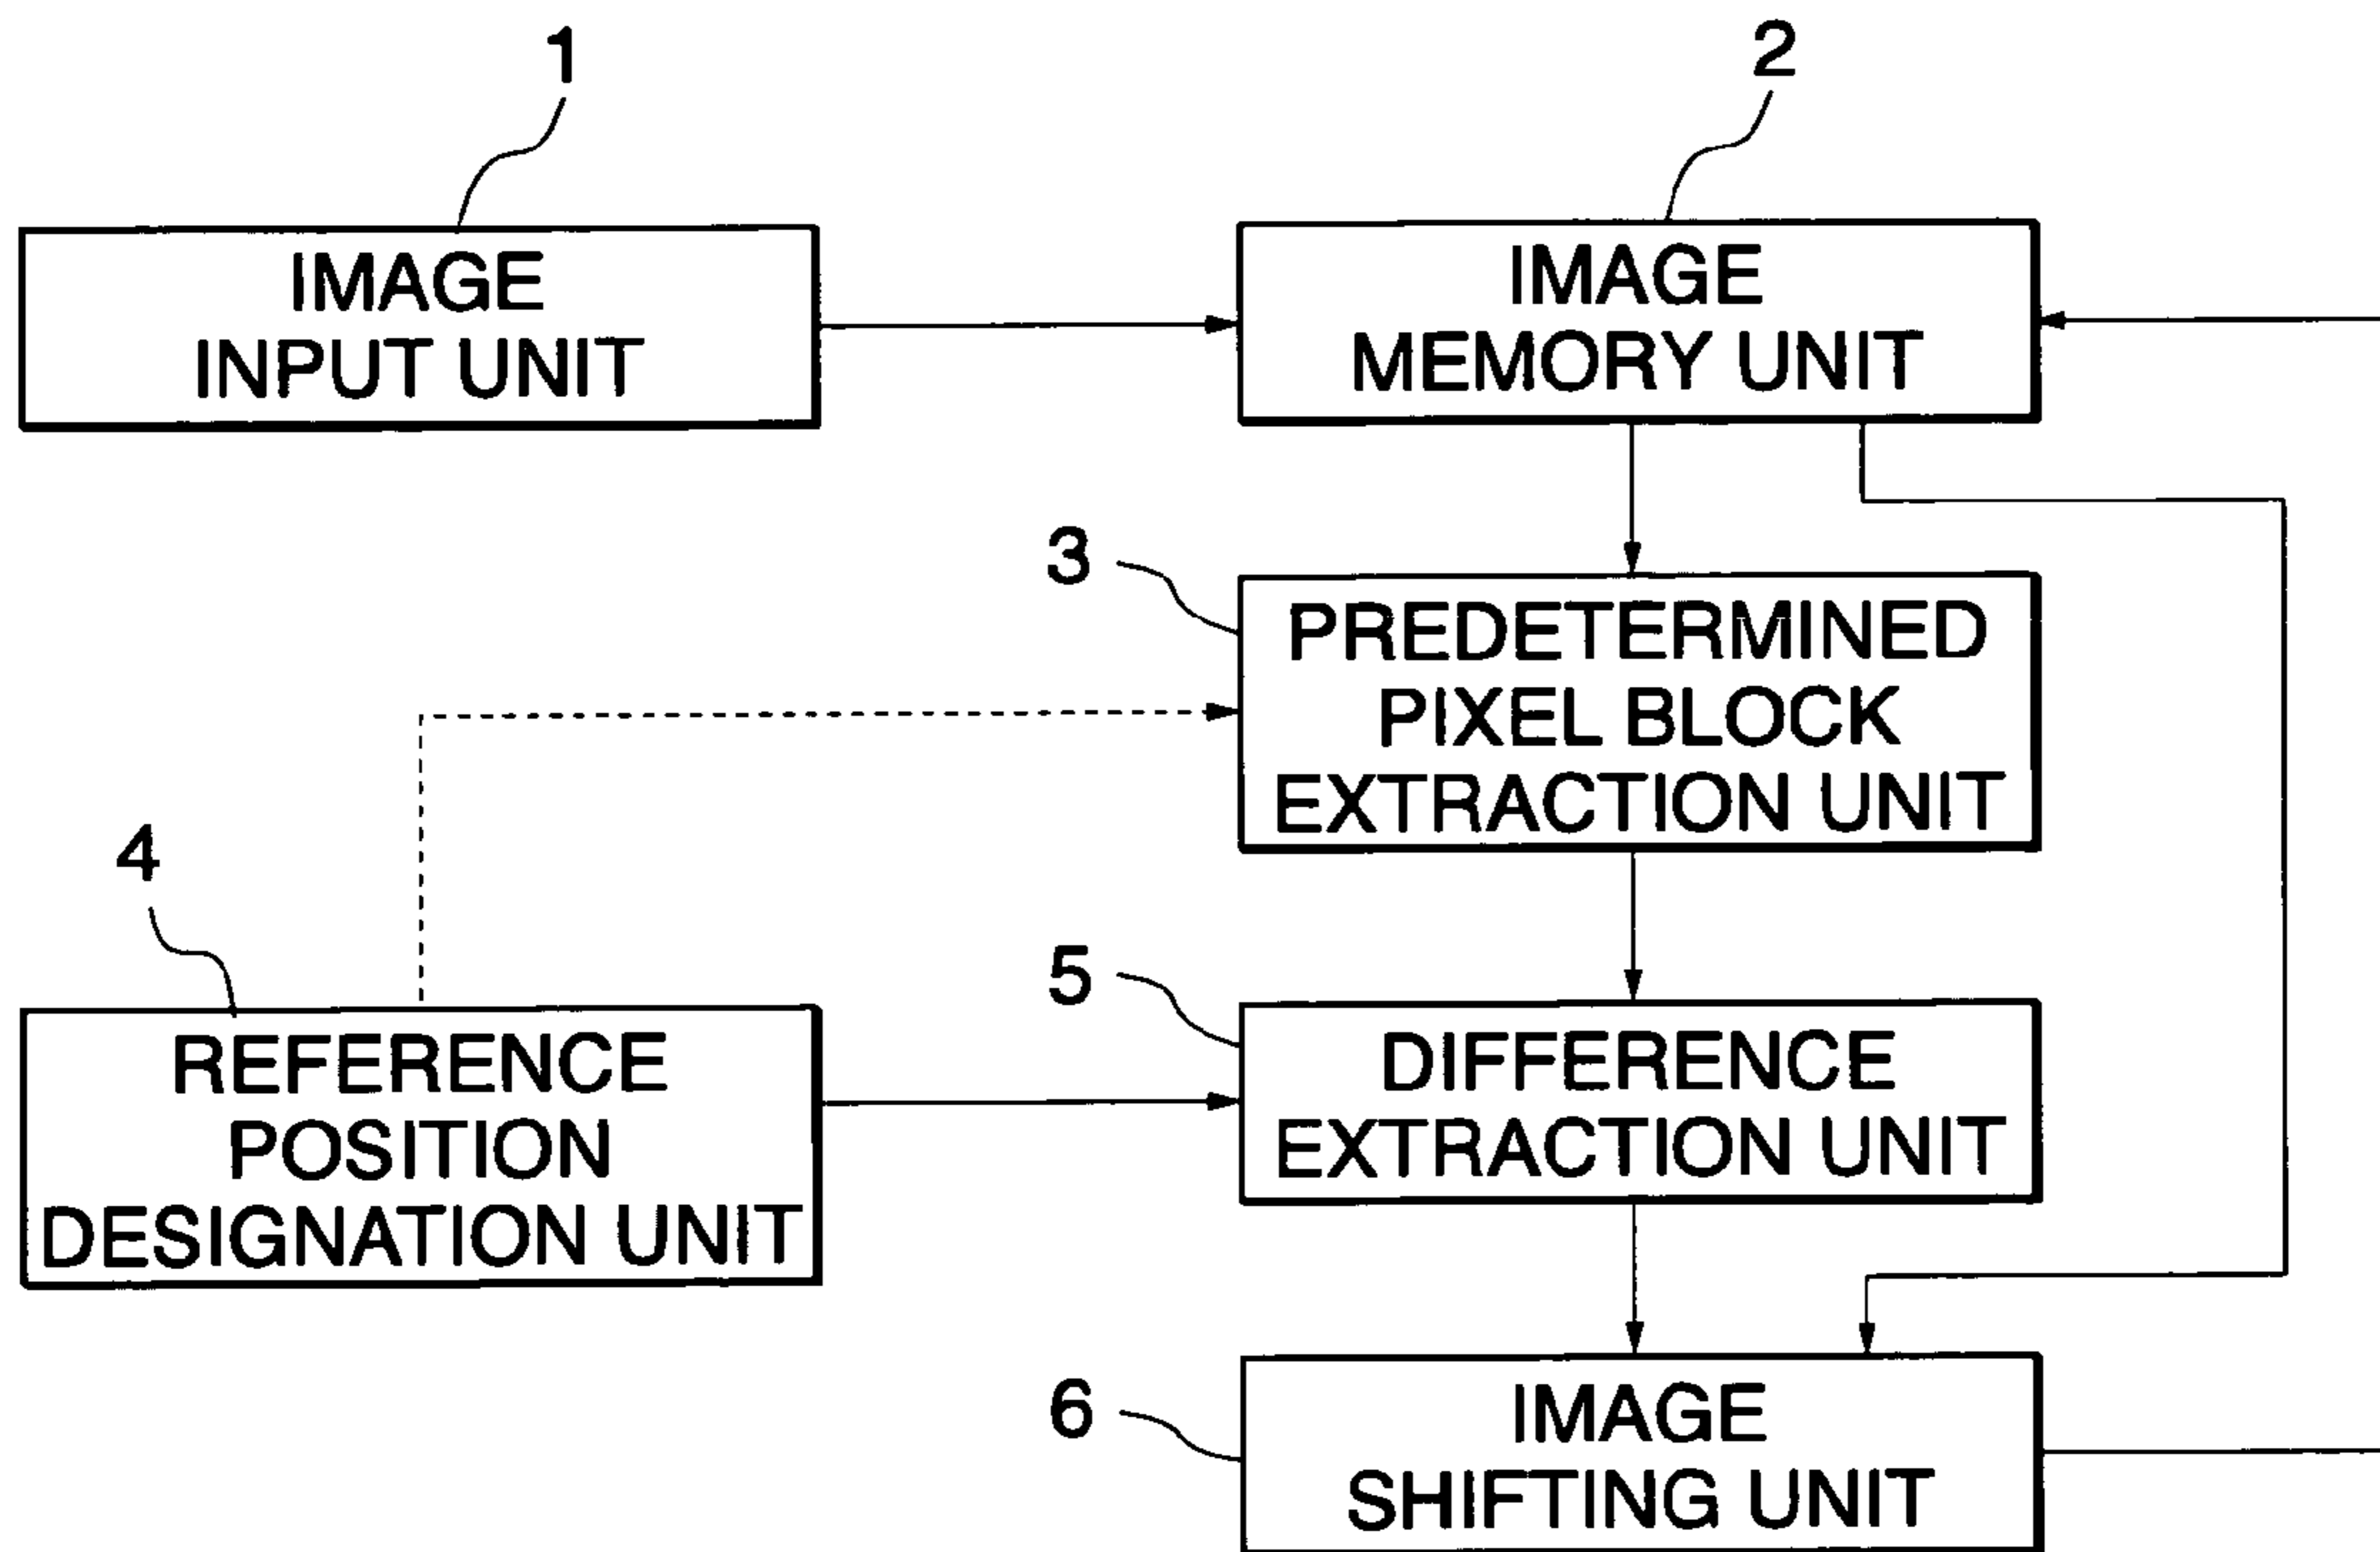 1
2
IMAGE
INPUT UNIT
IMAGE
MEMORY UNIT
3
PREDETERMINED
PIXEL BLOCK
EXTRACTION UNIT
4
REFERENCE
POSITION
DESIGNATION UNIT
5
DIFFERENCE
EXTRACTION UNIT
6
IMAGE
SHIFTING UNIT